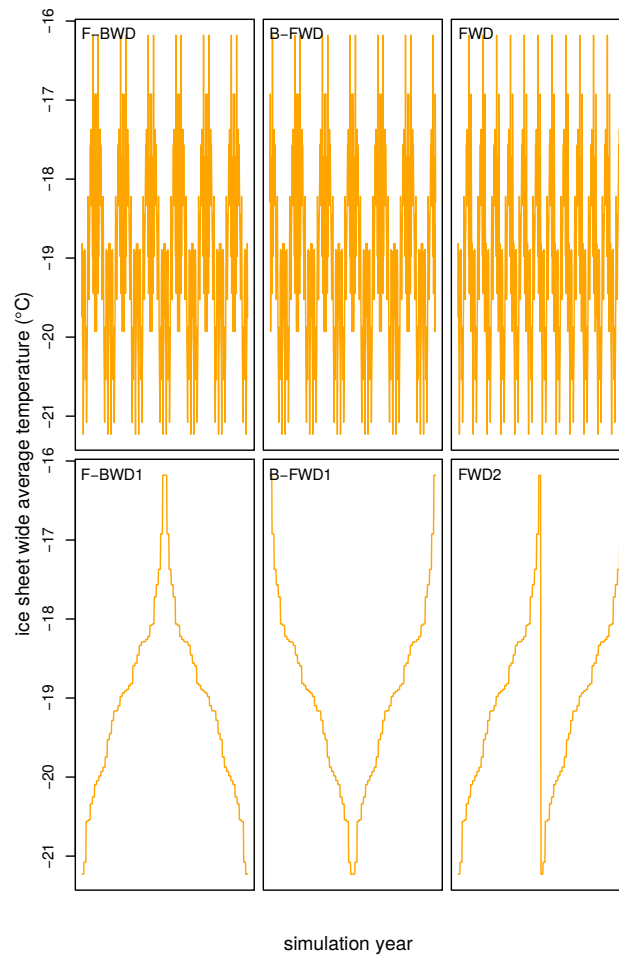 F−BWD
B−FWD
FWD
−16
−17
−18
−19
−20
−21
ice sheet wide average temperature (°C)
F−BWD1
B−FWD1
FWD2
−16
−17
−18
−19
−20
−21
simulation year